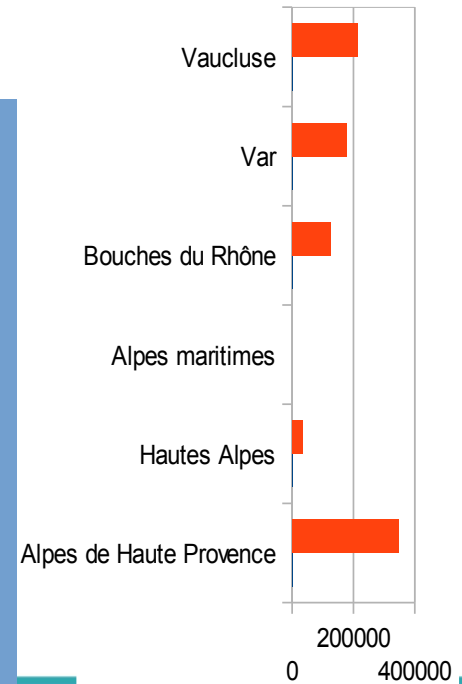 Vaucluse
Var
Bouches du Rhône
Alpes maritimes
Hautes Alpes
Alpes de Haute Provence
200000
0 400000